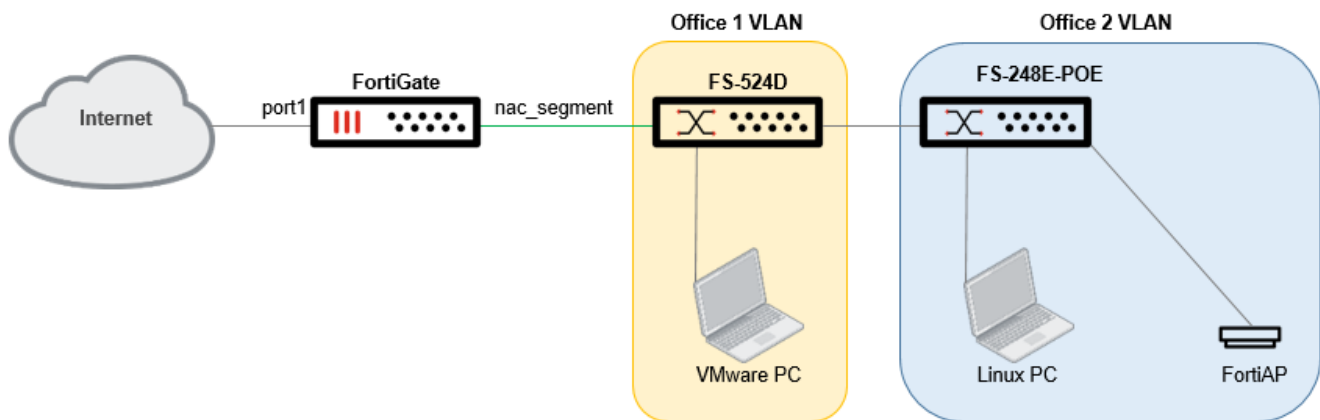 Office 1 VLAN
Office 2 VLAN
Internet
port1
FortiGate
nac_segment
FS-524D
FS-248E-POE
VMware PC
Linux PC
FortiAP